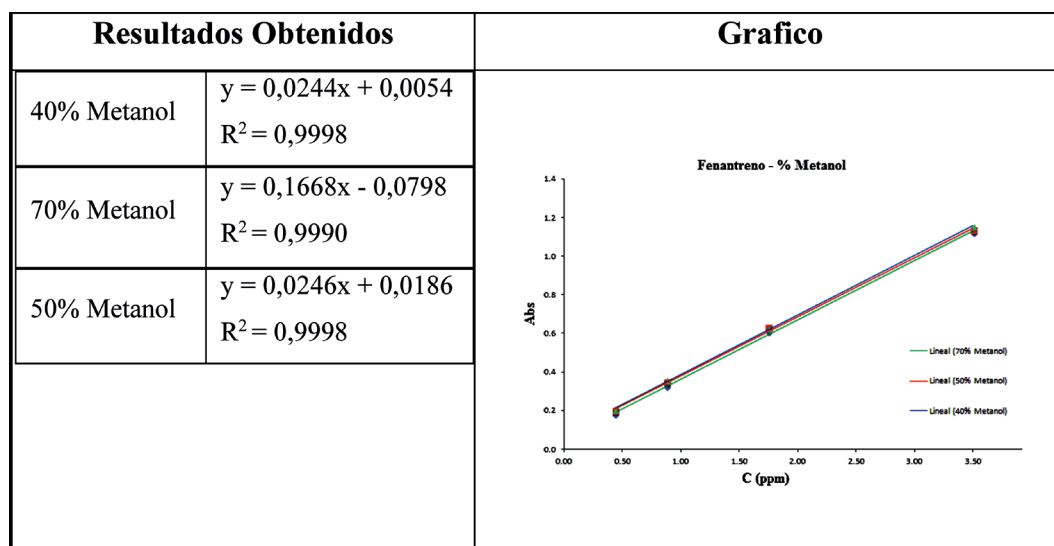 Resultados Obtenidos
Grafico
40% Metanol
y = 0,0244x + 0,0054
R² = 0,9998
70% Metanol
y = 0,1668x - 0,0798
R² = 0,9990
50% Metanol
y = 0,0246x + 0,0186
R² = 0,9998
Fenantreno - % Metanol
1.4
1.2
1.0
0.8
0.6
0.4
0.2
0.0
Abs
0.00 0.50 1.00 1.50 2.00 2.50 3.00 3.50
C (ppm)
Lineal (70% Metanol)
Lineal (50% Metanol)
Lineal (40% Metanol)